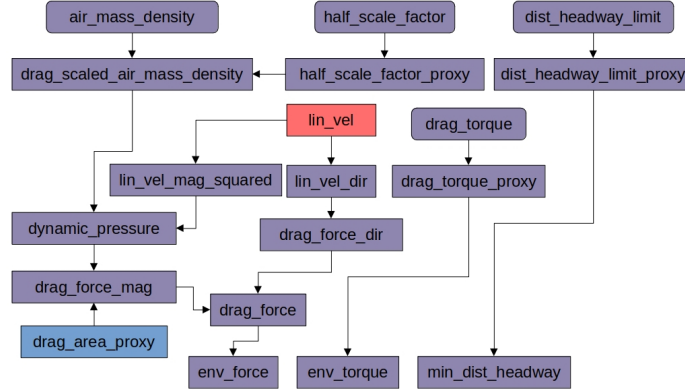 air_mass_density
half_scale_factor
dist_headway_limit
drag_scaled_air_mass_density
half_scale_factor_proxy
dist_headway_limit_proxy
lin_vel
drag_torque
lin_vel_mag_squared
lin_vel_dir
drag_torque_proxy
dynamic_pressure
drag_force_dir
drag_force_mag
drag_force
drag_area_proxy
env_force
env_torque
min_dist_headway